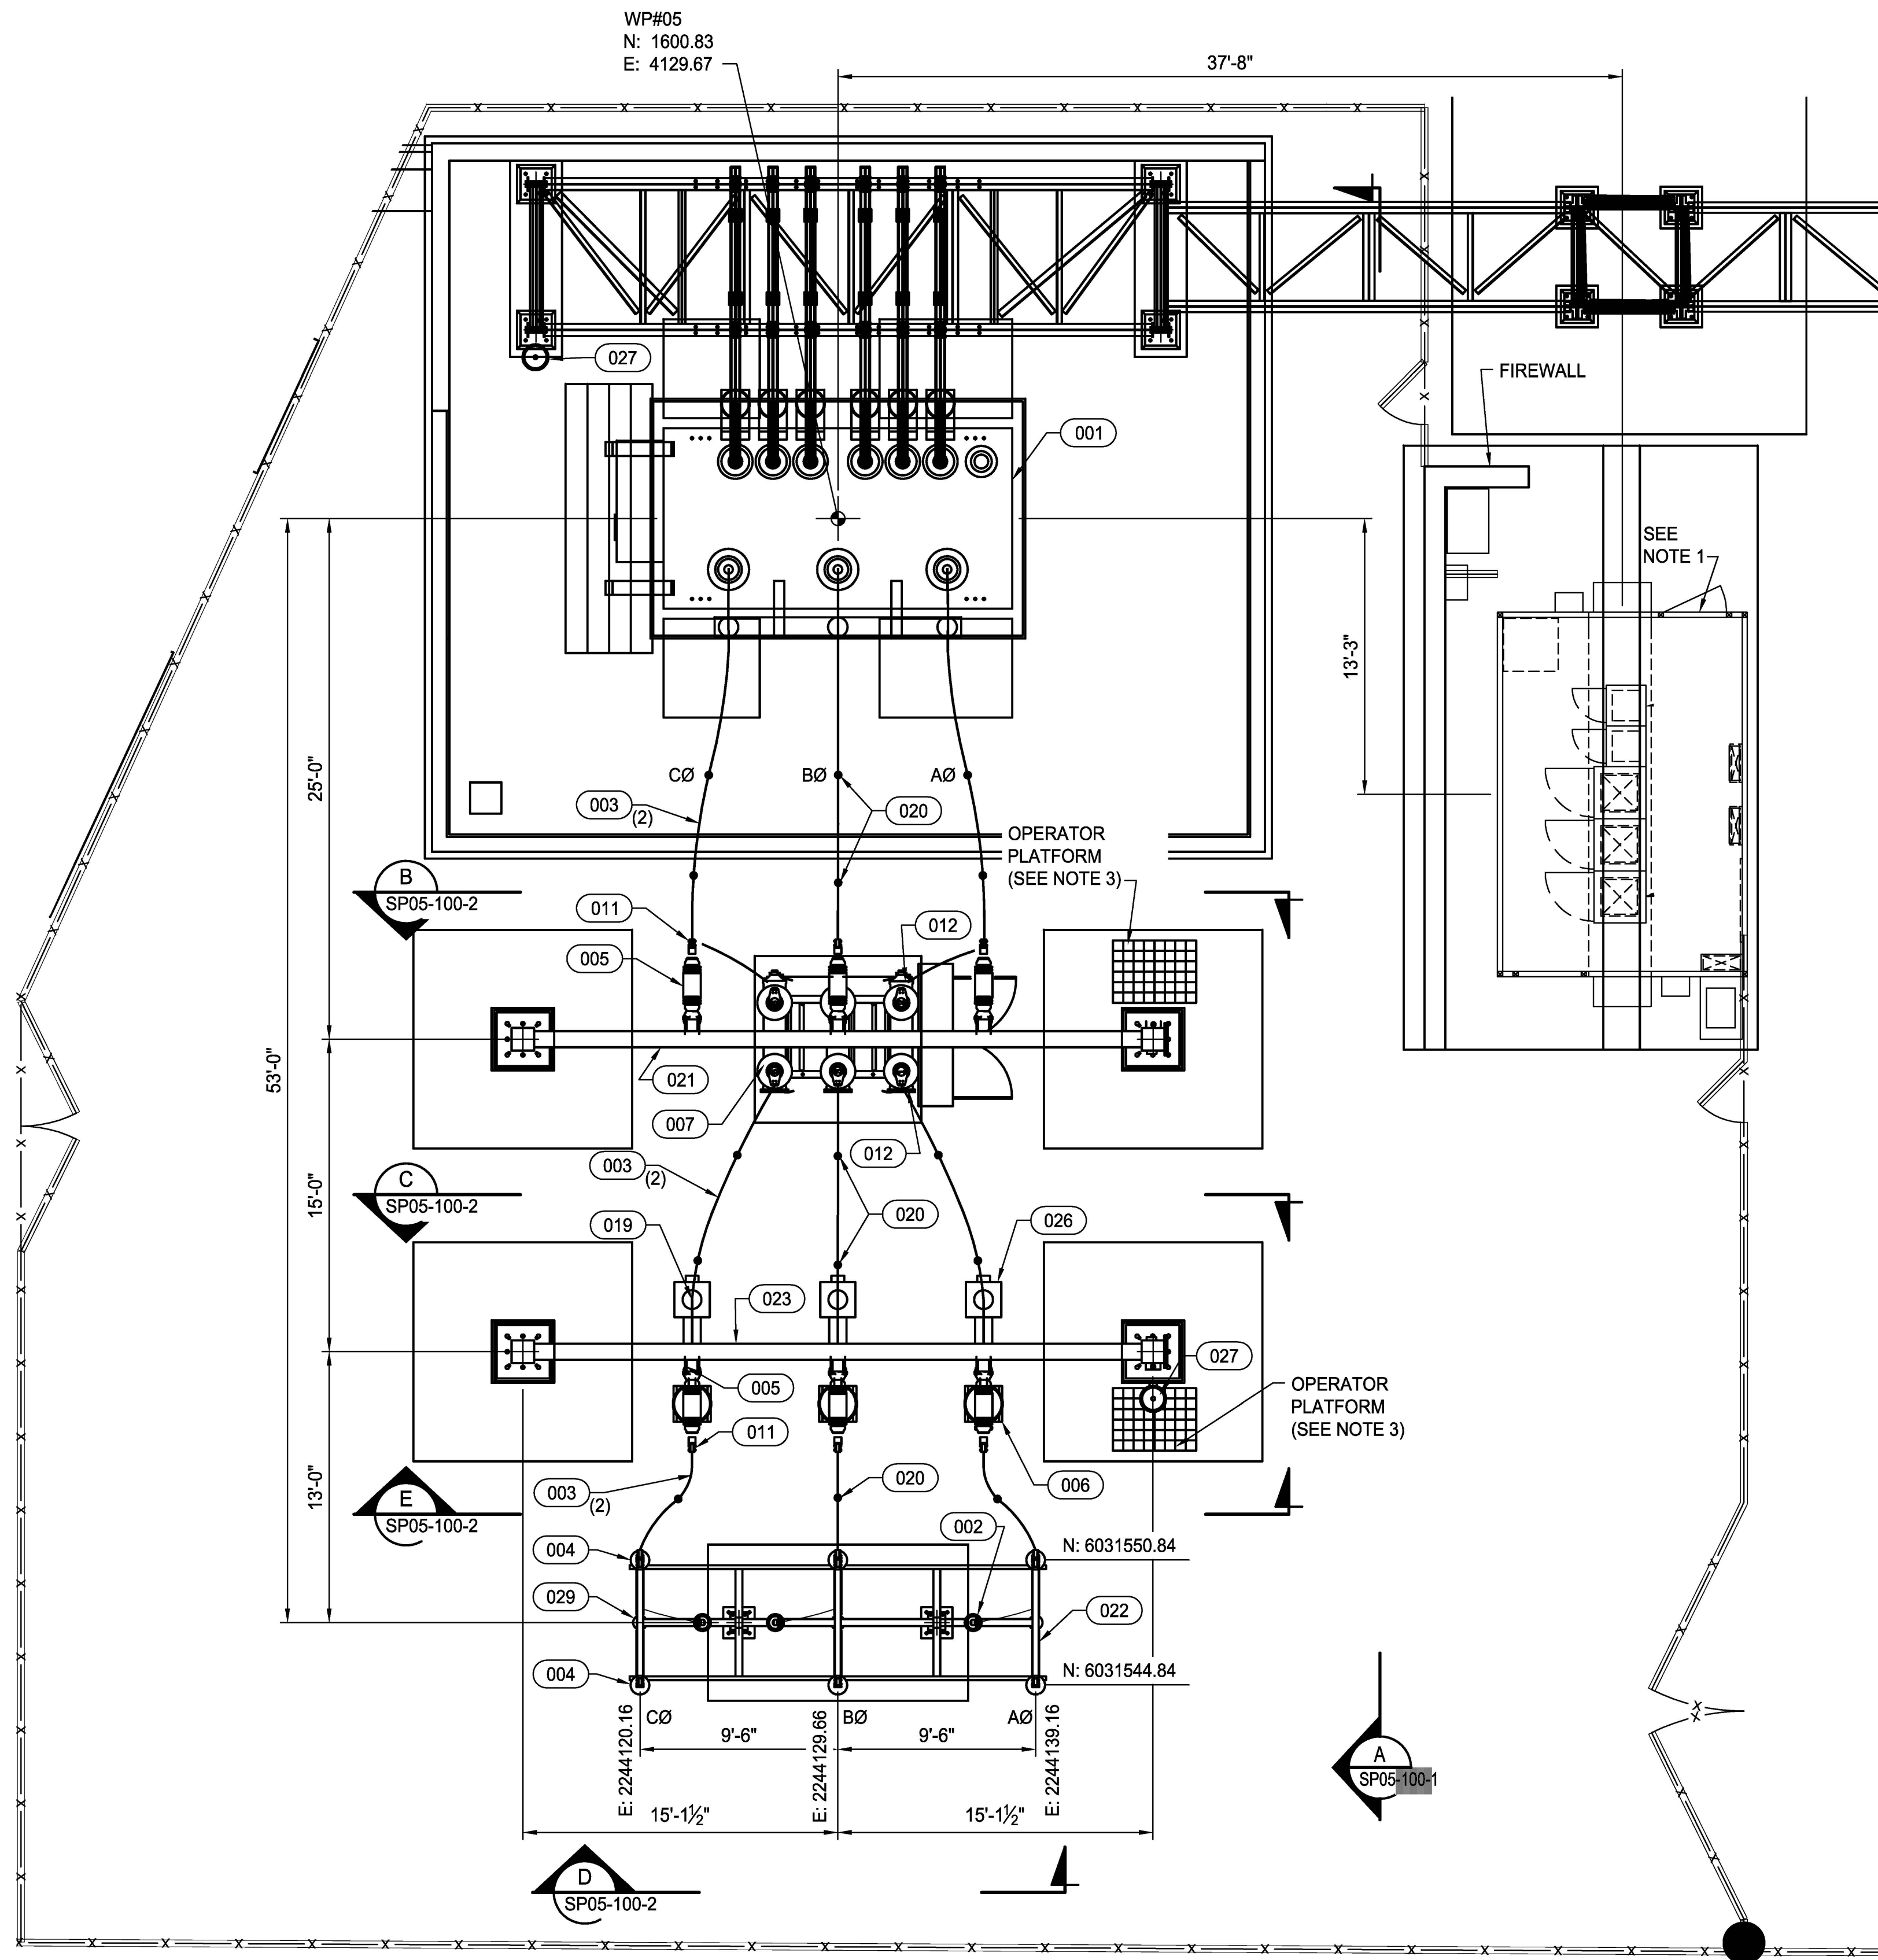 WP#05
N: 1600.83
E: 4129.67
37'-8"
027
FIREWALL
001
SEE
NOTE 1
13'-3"
25'-0"
53'-0"
CØ
BØ
AØ
003
(2)
020
OPERATOR
PLATFORM
(SEE NOTE 3)
B
SP05-100-2
011
012
005
021
007
012
003
(2)
C
SP05-100-2
15'-0"
019
020
026
023
027
005
OPERATOR
PLATFORM
(SEE NOTE 3)
011
13'-0"
003
(2)
020
006
E
SP05-100-2
002
004
N: 6031550.84
029
022
004
N: 6031544.84
CØ
BØ
AØ
E: 2244120.16
9'-6"
E: 2244129.66
9'-6"
E: 2244139.16
15'-1½"
15'-1½"
A
SP05-100-1
D
SP05-100-2